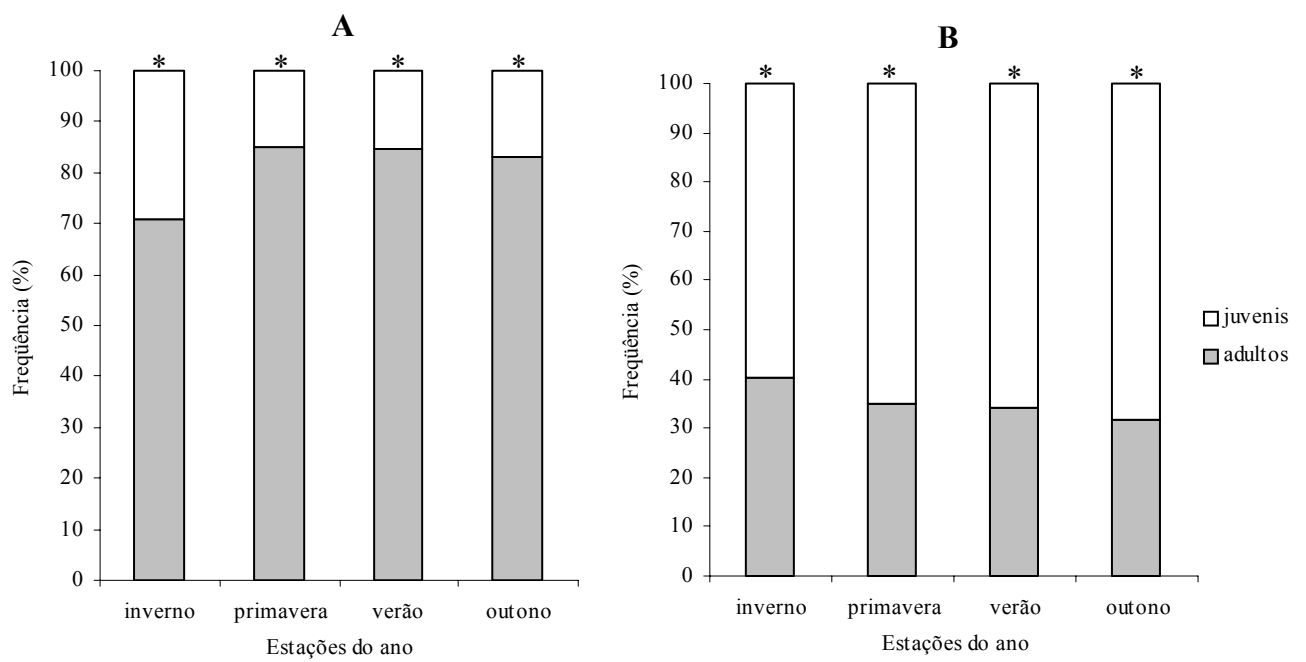 A
* * * *
100
90
80
70
60
50
40
30
20
10
0
Freqüência (%)
inverno primavera verão outono
Estações do ano
B
* * * *
100
90
80
70
60
50
40
30
20
10
0
Freqüência (%)
inverno primavera verão outono
Estações do ano
juvenis
adultos